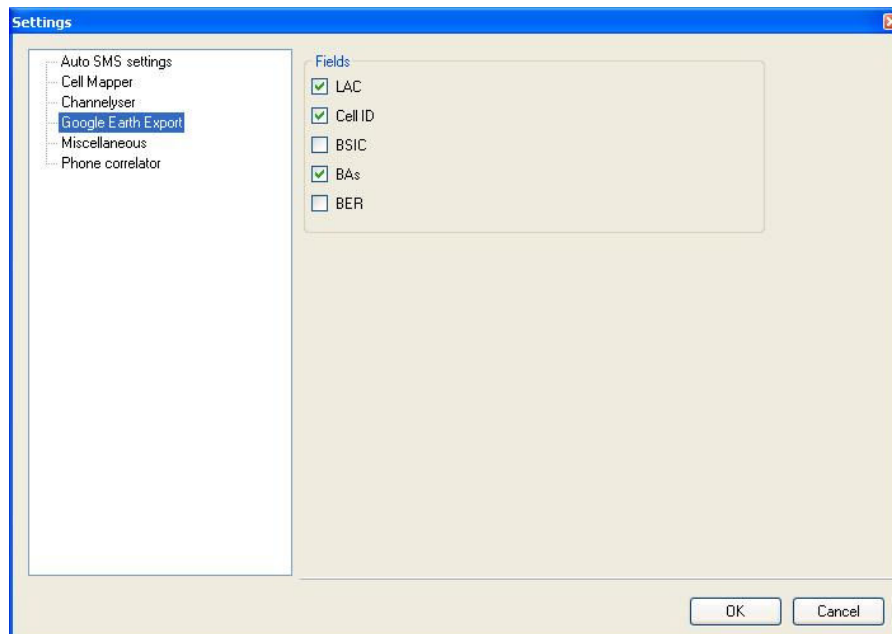 Settings
Auto SMS settings
Cell Mapper
Channelyser
Google Earth Export
Miscellaneous
Phone correlator
Fields
LAC
Cell ID
BSIC
BAs
BER
OK
Cancel